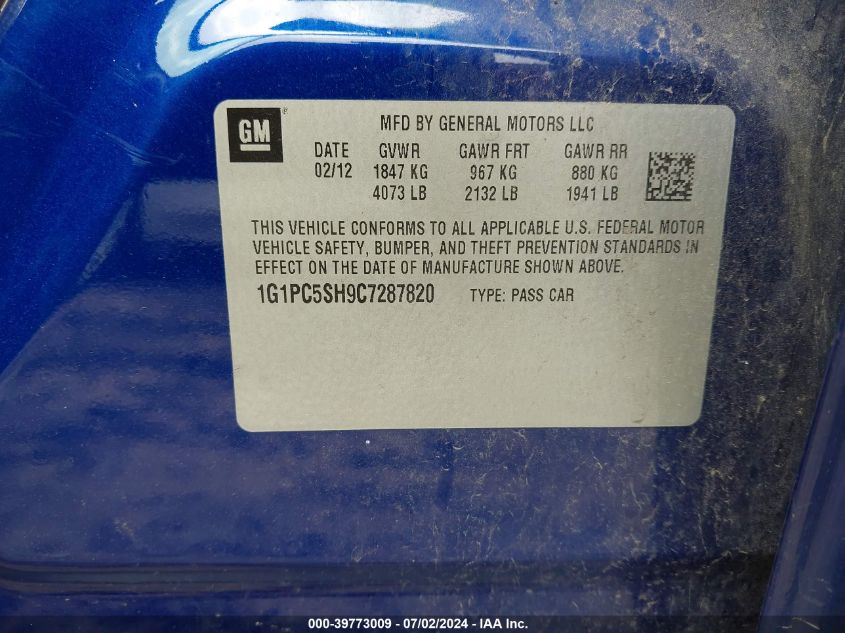 GM
MFD BY GENERAL MOTORS LLC
DATE GVWR GAWR FRT GAWR RR
02/12 1847 KG 967 KG 880 KG
4073 LB 2132 LB 1941 LB
THIS VEHICLE CONFORMS TO ALL APPLICABLE U.S. FEDERAL MOTOR
VEHICLE SAFETY, BUMPER, AND THEFT PREVENTION STANDARDS IN
EFFECT ON THE DATE OF MANUFACTURE SHOWN ABOVE.
1G1PC5SH9C7287820 TYPE: PASS CAR
000-39773009 - 07/02/2024 - IAA Inc.